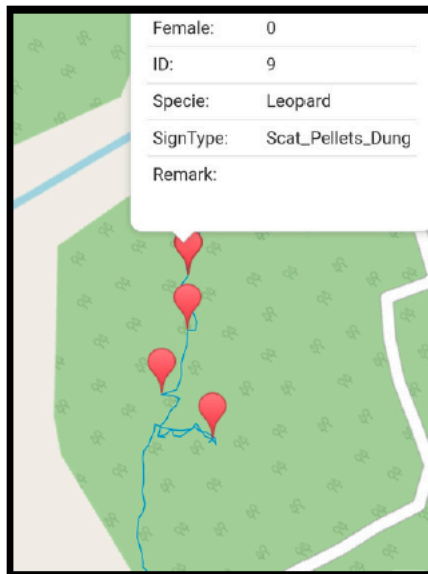 Female: 0
ID: 9
Specie: Leopard
SignType: Scat_Pellets_Dung
Remark: